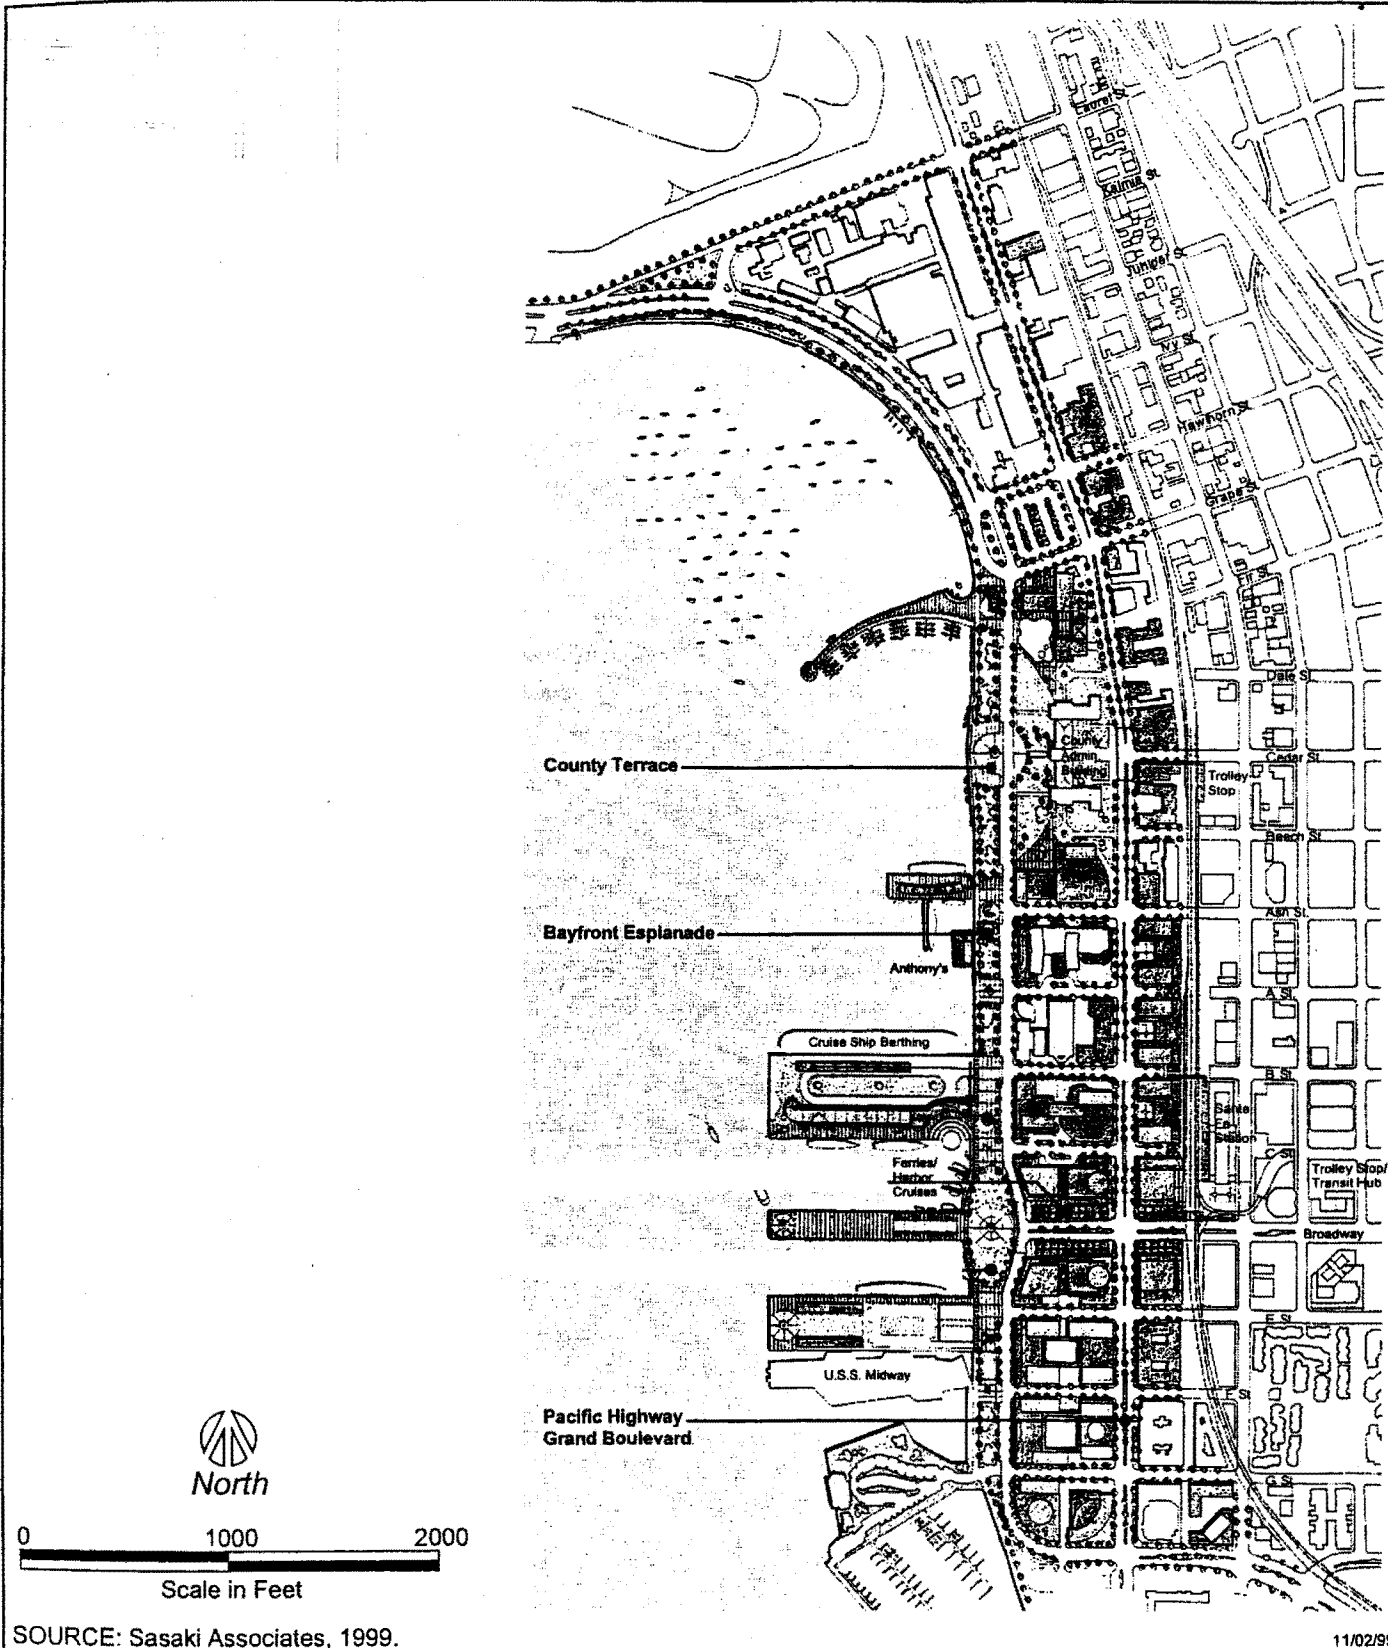 Laurel St.
Kalmia St.
Juniper St
Ivy St
Hawthorn St.
Grape St.
Date St
County Terrace
County
Admin
Building
Cedar St
Trolley
Stop
Beech St
Ash St.
Bayfront Esplanade
Anthony's
A St
Cruise Ship Berthing
B St
Santa
Fe
Station
C St
Ferries/
Harbor
Cruises
Trolley Stop/
Transit Hub
Broadway
E St
U.S.S. Midway
F St
Pacific Highway
Grand Boulevard
G St
North
0 1000 2000
Scale in Feet
SOURCE: Sasaki Associates, 1999.